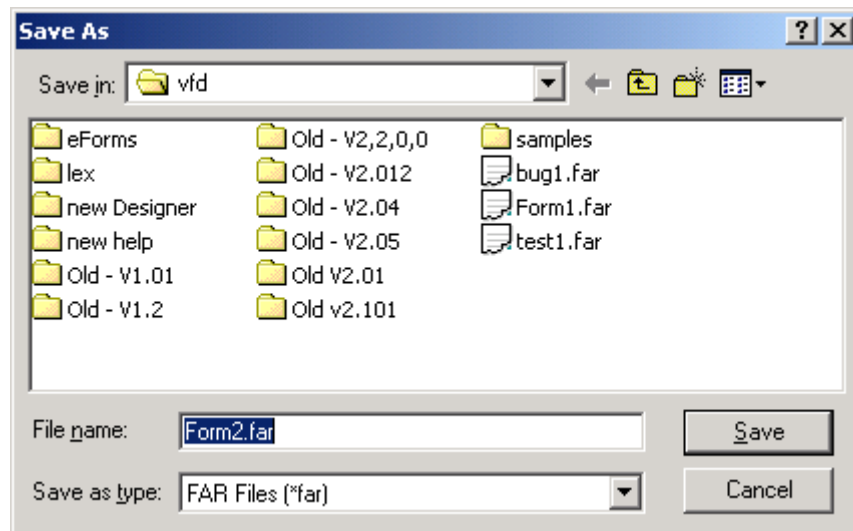 Save As
Save in: vfd
eForms Old - V2,2,0,0 samples
lex Old - V2.012 bug1.far
new Designer Old - V2.04 Form1.far
new help Old - V2.05 test1.far
Old - V1.01 Old V2.01
Old - V1.2 Old v2.101
File name: Form2.far Save
Save as type: FAR Files (*far) Cancel